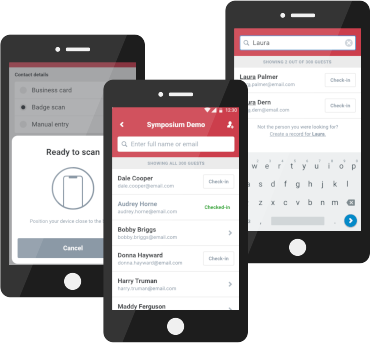 Contact details
Business card
Badge scan
Manual entry
Ready to scan
Position your device close to the
Cancel
12:30
Symposium Demo
Enter full name or email
SHOWING ALL 200 GUESTS
Dale Cooper
dale.cooper@email.com
Check-in
Audrey Horne
audrey.horne@email.com
Checked-in
Bobby Briggs
bobby.briggs@email.com
Donna Hayward
donna.hayward@email.com
Check-in
Harry Truman
harry.truman@email.com
Maddy Ferguson
Laura
SHOWING 2 OUT OF 200 GUESTS
Laura Palmer
laura.palmer@email.com
Check-in
Laura Dern
dern@email.com
Check-in
Not the person you were looking for?
Create a record for Laura.
w e r t y u i o p
s d f g h j k l
z x c v b n m